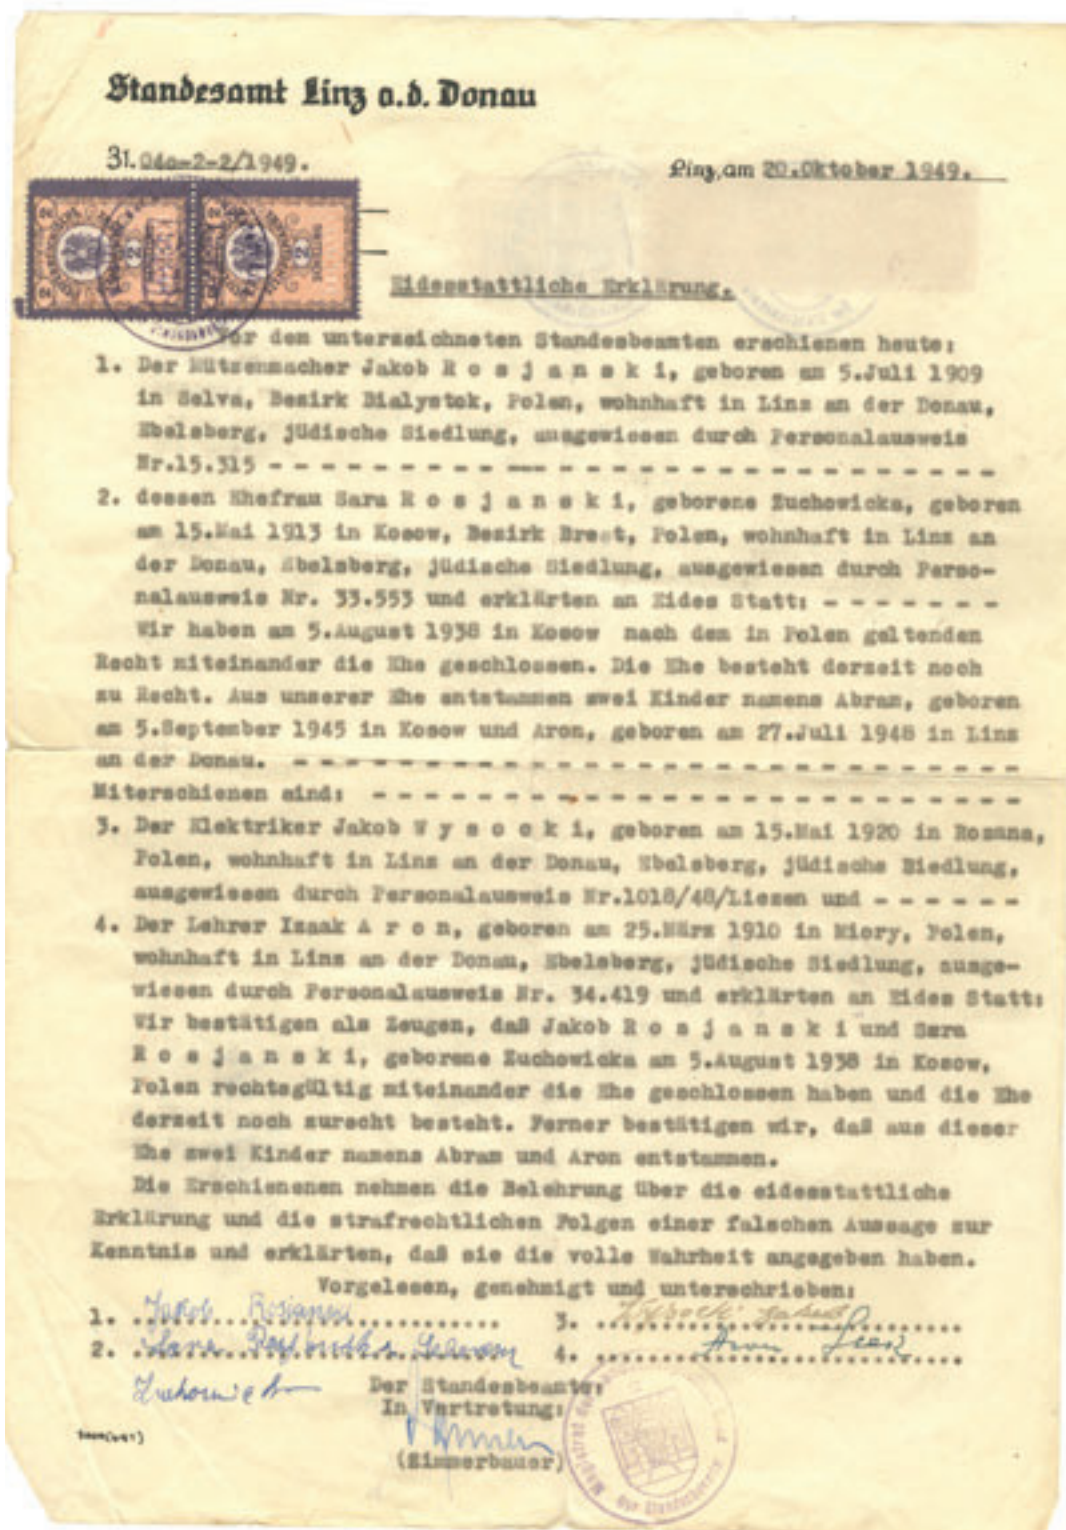 Standesamt Linz a.d. Donau
31. 04o-2-2/1949.
Linz, am 20.Oktober 1949.
Eidesstattliche Erklärung.
Vor dem unterzeichneten Standesbeamten erschienen heute:
1. Der Mützenmacher Jakob R o s j a n s k i, geboren am 5.Juli 1909
in Selva, Bezirk Bialystok, Polen, wohnhaft in Linz an der Donau,
Ebelsberg, jüdische Siedlung, ausgewiesen durch Personalausweis
Nr.15.315 - - - - - - - - - - - - - - - - - - - - - - - - - - -
2. dessen Ehefrau Sara R o s j a n s k i, geborene Zuchowicka, geboren
am 15.Mai 1913 in Kosow, Bezirk Brest, Polen, wohnhaft in Linz an
der Donau, Ebelsberg, jüdische Siedlung, ausgewiesen durch Perso-
nalausweis Nr. 33.553 und erklärten an Eides Statt: - - - - - - -
Wir haben am 5.August 1938 in Kosow nach dem in Polen geltenden
Recht miteinander die Ehe geschlossen. Die Ehe besteht derzeit noch
zu Recht. Aus unserer Ehe entstammen zwei Kinder namens Abram, geboren
am 5.September 1945 in Kosow und Aron, geboren am 27.Juli 1948 in Linz
an der Donau. - - - - - - - - - - - - - - - - - - - - - - - - - - -
Miterschienen sind: - - - - - - - - - - - - - - - - - - - - - - - -
3. Der Elektriker Jakob W y s o c k i, geboren am 15.Mai 1920 in Rozana,
Polen, wohnhaft in Linz an der Donau, Ebelsberg, jüdische Siedlung,
ausgewiesen durch Personalausweis Nr.1018/48/Liezen und - - - - - -
4. Der Lehrer Izaak A r o n, geboren am 25.März 1910 in Miory, Polen,
wohnhaft in Linz an der Donau, Ebelsberg, jüdische Siedlung, ausge-
wiesen durch Personalausweis Nr. 34.419 und erklärten an Eides Statt:
Wir bestätigen als Zeugen, daß Jakob R o s j a n s k i und Sara
R o s j a n s k i, geborene Zuchowicka am 5.August 1938 in Kosow,
Polen rechtsgültig miteinander die Ehe geschlossen haben und die Ehe
derzeit noch zurecht besteht. Ferner bestätigen wir, daß aus dieser
Ehe zwei Kinder namens Abram und Aron entstammen.
Die Erschienenen nehmen die Belehrung über die eidesstattliche
Erklärung und die strafrechtlichen Folgen einer falschen Aussage zur
Kenntnis und erklärten, daß sie die volle Wahrheit angegeben haben.
Vorgelesen, genehmigt und unterschrieben:
1. Jakob
3.
2.
4. Aron
Der Standesbeamte:
In Vertretung:
(Zimmerbauer)